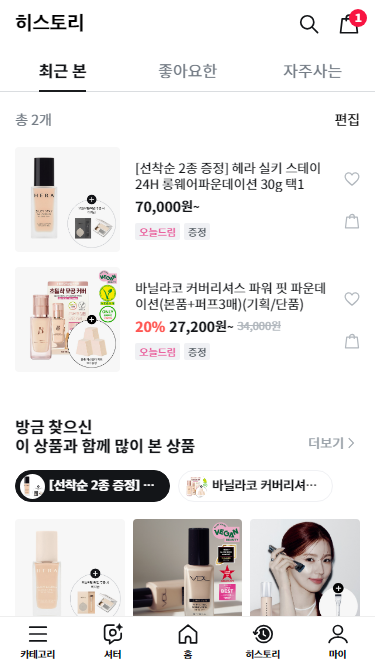 히스토리
1
최근 본
좋아요한
자주사는
총 2개
편집
HERA
[선착순 2종 증정] 헤라 실키 스테이
24H 롱웨어파운데이션 30g 택1
70,000원~
오늘드림 증정
VEGAN
바닐라코 커버리셔스 파워 핏 파운데
이션(본품+퍼프3매)(기획/단품)
20% 27,200원~ 34,000원
오늘드림 증정
방금 찾으신
이 상품과 함께 많이 본 상품
더보기
[선착순 2종 증정] ···
바닐라코 커버리셔···
HERA
VDL
VEGAN
BEST
카테고리
셔터
홈
히스토리
마이